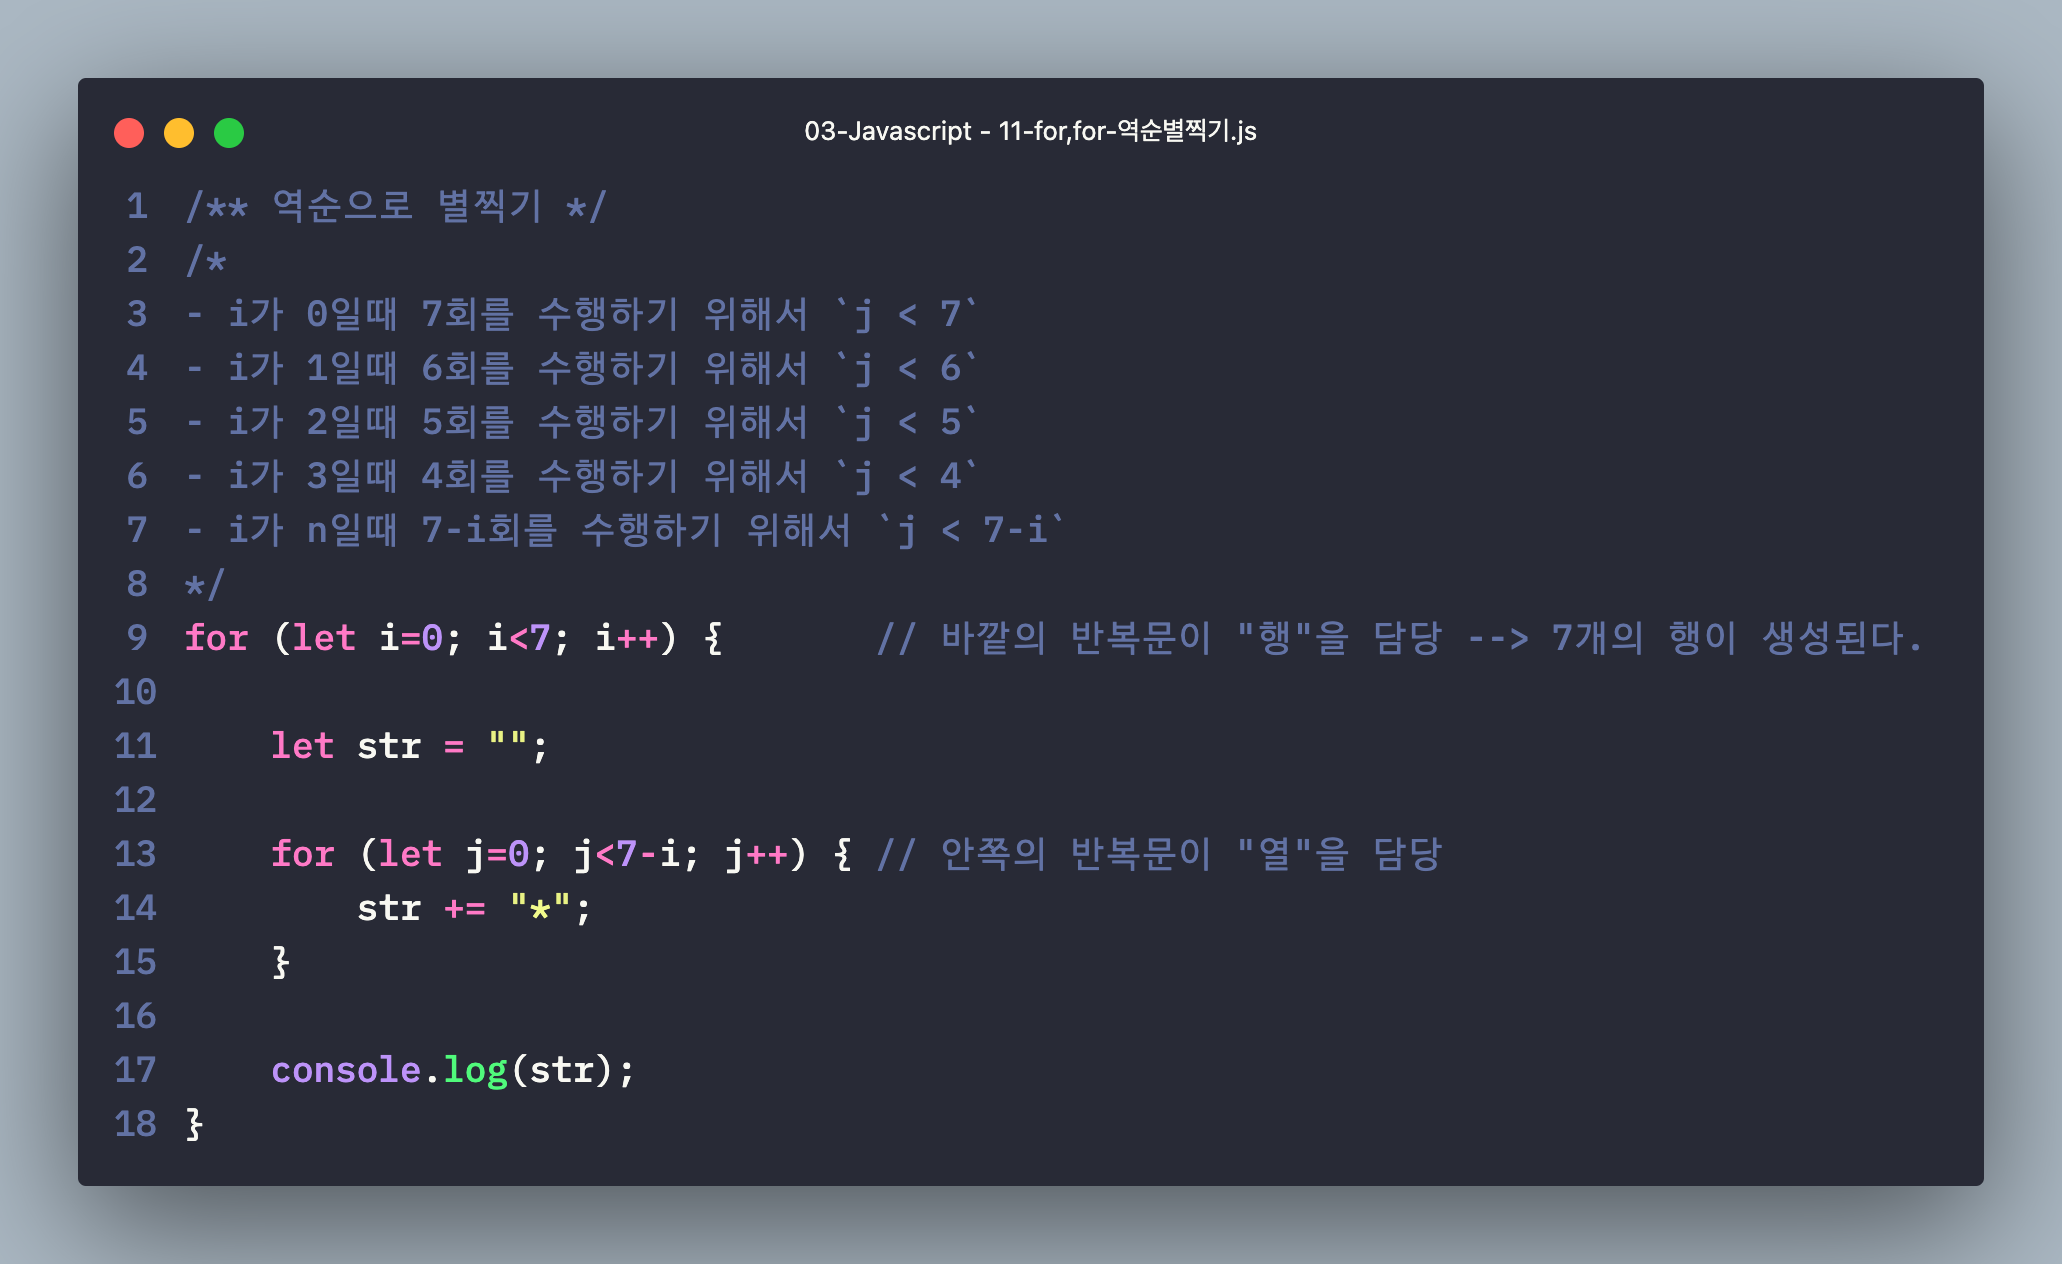 03-Javascript - 11-for,for-역순별찍기.js
1 /** 역순으로 별찍기 */
2 /*
3 - i가 0일때 7회를 수행하기 위해서 `j < 7`
4 - i가 1일때 6회를 수행하기 위해서 `j < 6`
5 - i가 2일때 5회를 수행하기 위해서 `j < 5`
6 - i가 3일때 4회를 수행하기 위해서 `j < 4`
7 - i가 n일때 7-i회를 수행하기 위해서 `j < 7-i`
8 */
9 for (let i=0; i<7; i++) {       // 바깥의 반복문이 "행"을 담당 --> 7개의 행이 생성된다.
10
11     let str = "";
12
13     for (let j=0; j<7-i; j++) { // 안쪽의 반복문이 "열"을 담당
14         str += "*";
15     }
16
17     console.log(str);
18 }